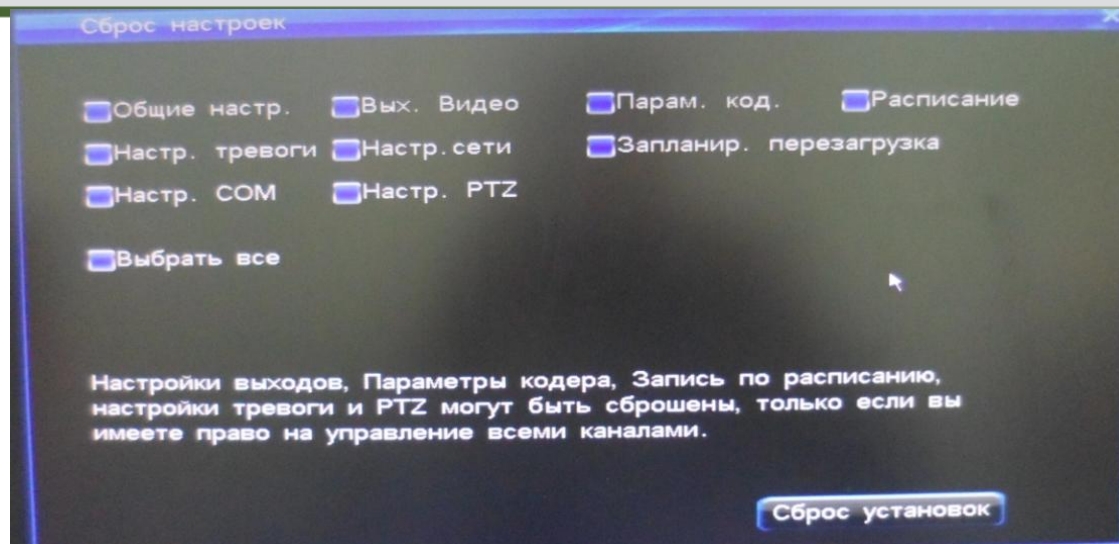 Сброс настроек
Общие настр. Вых. Видео Парам. код. Расписание
Настр. тревоги Настр.сети Запланир. перезагрузка
Настр. COM Настр. PTZ
Выбрать все
Настройки выходов, Параметры кодера, Запись по расписанию,
настройки тревоги и PTZ могут быть сброшены, только если вы
имеете право на управление всеми каналами.
Сброс установок